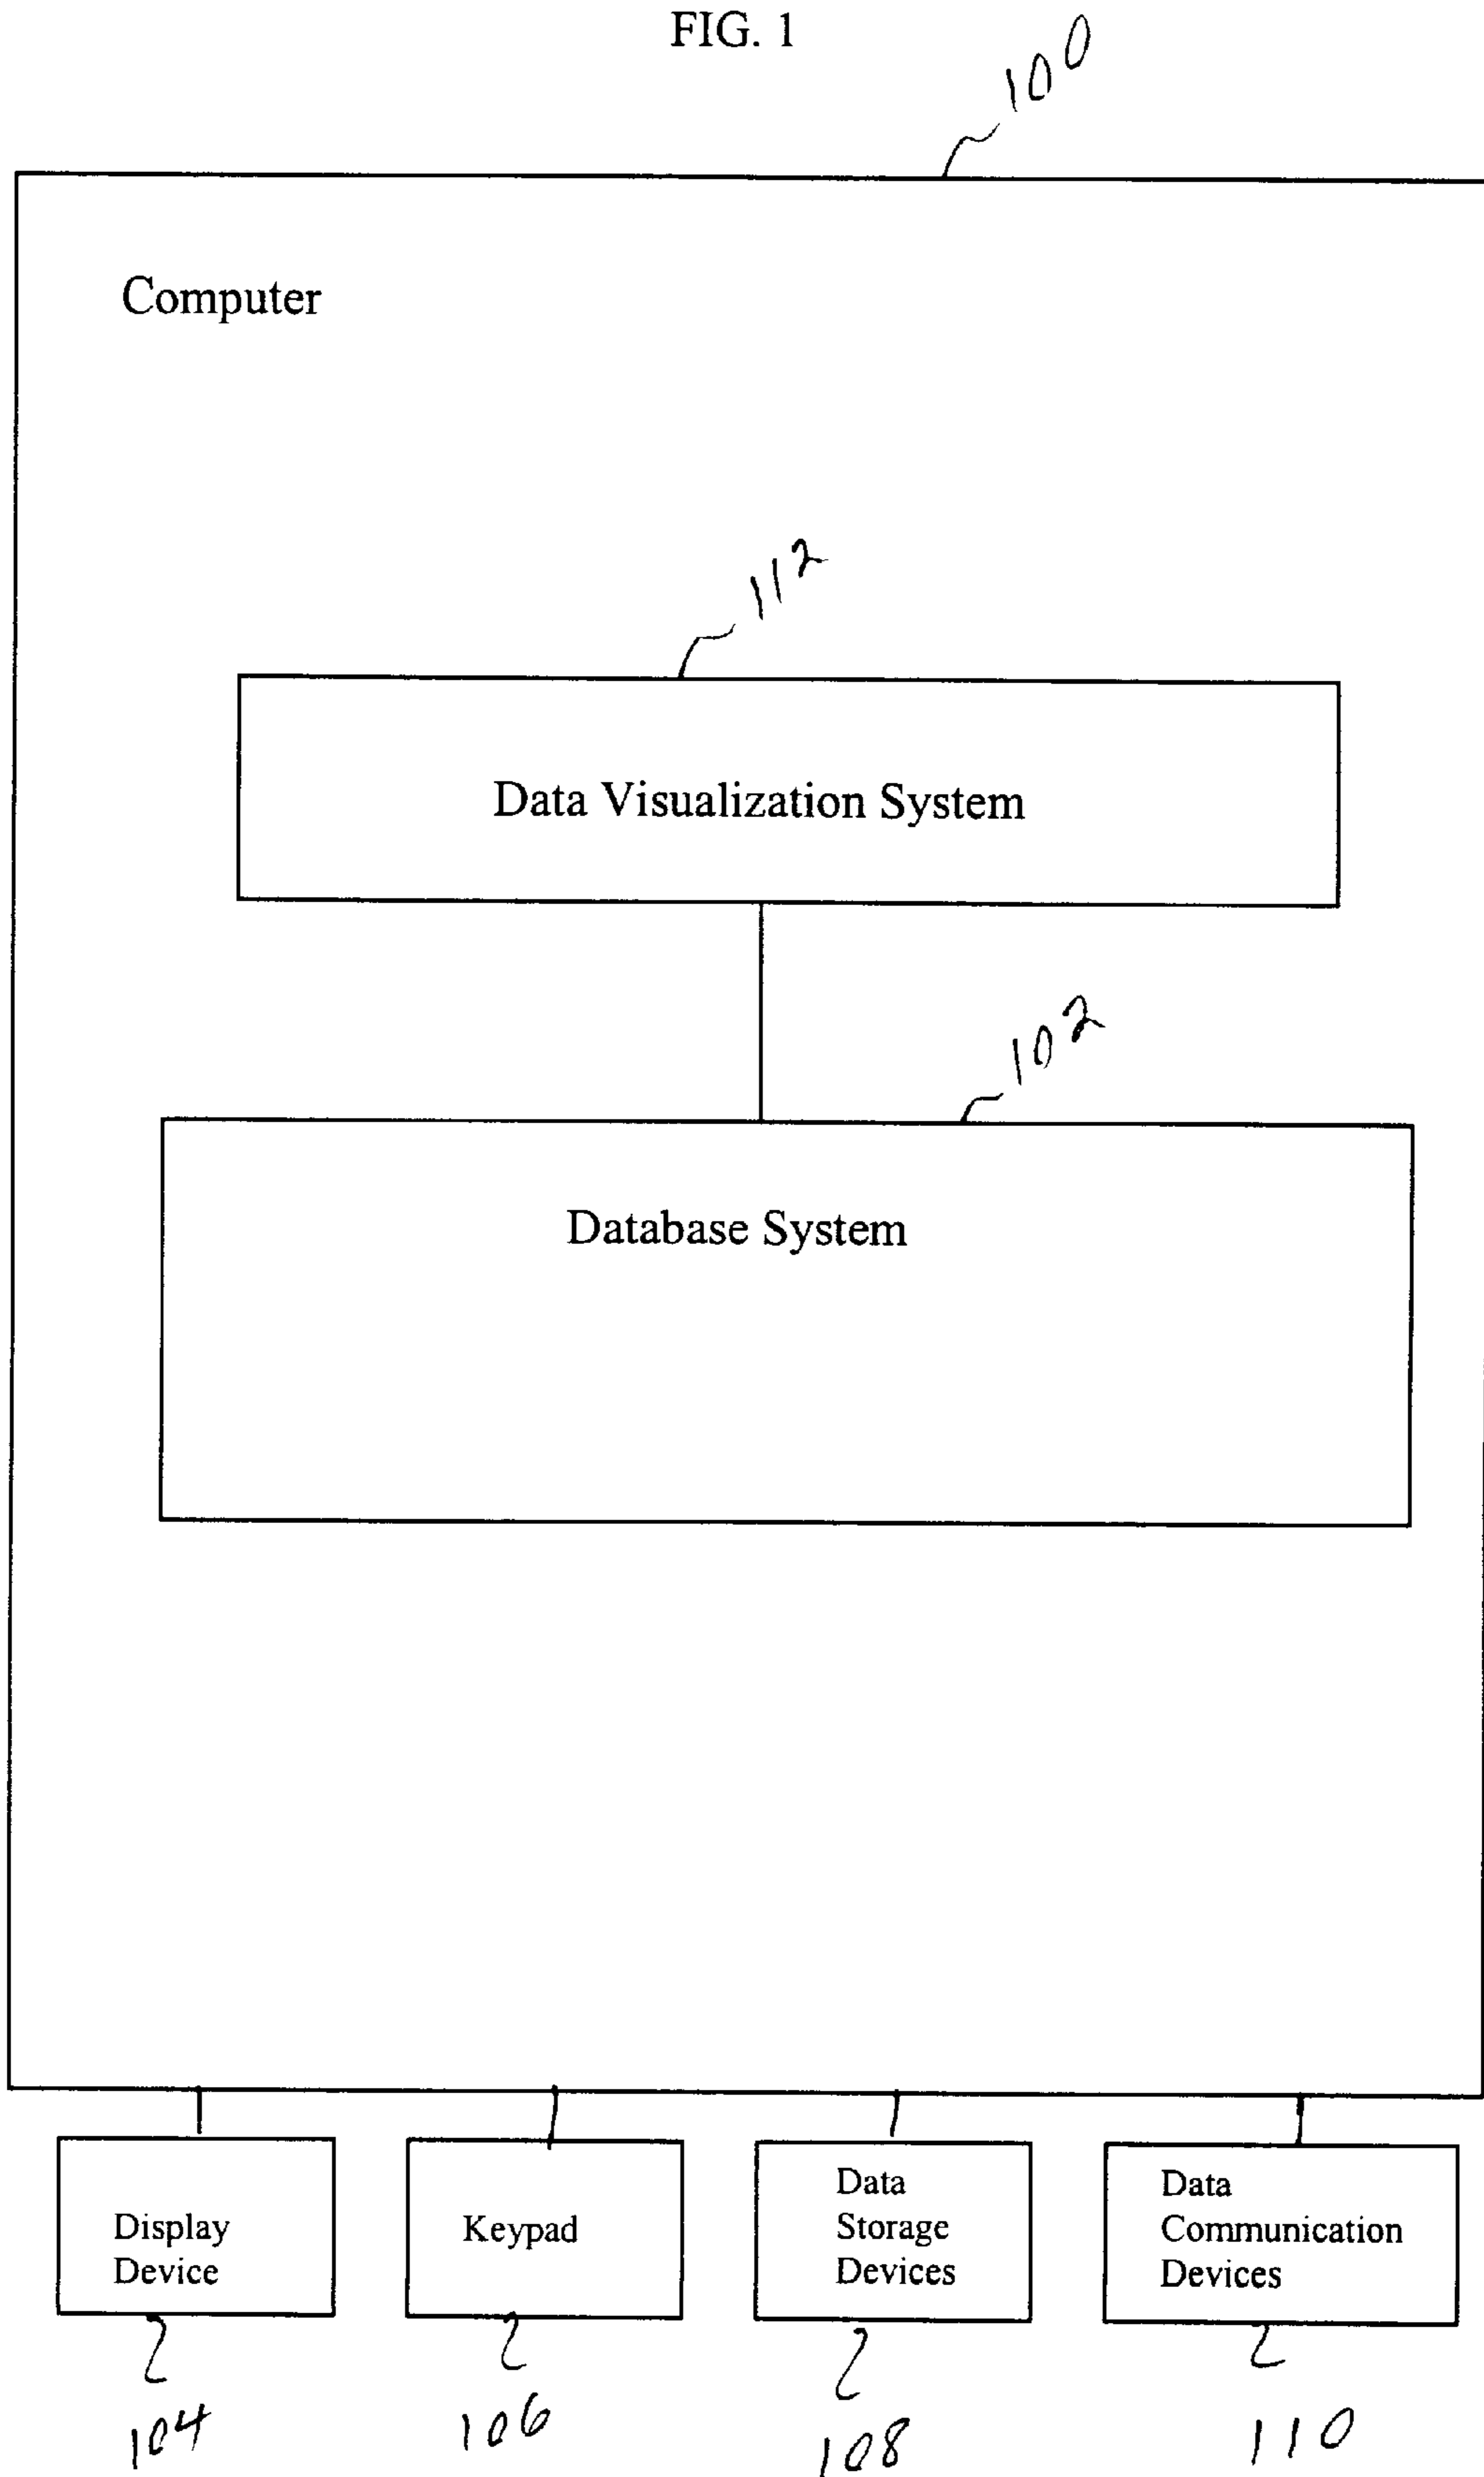 FIG. 1
100
Computer
112
Data Visualization System
102
Database System
Display
Device
Keypad
Data
Storage
Devices
Data
Communication
Devices
104
106
108
110